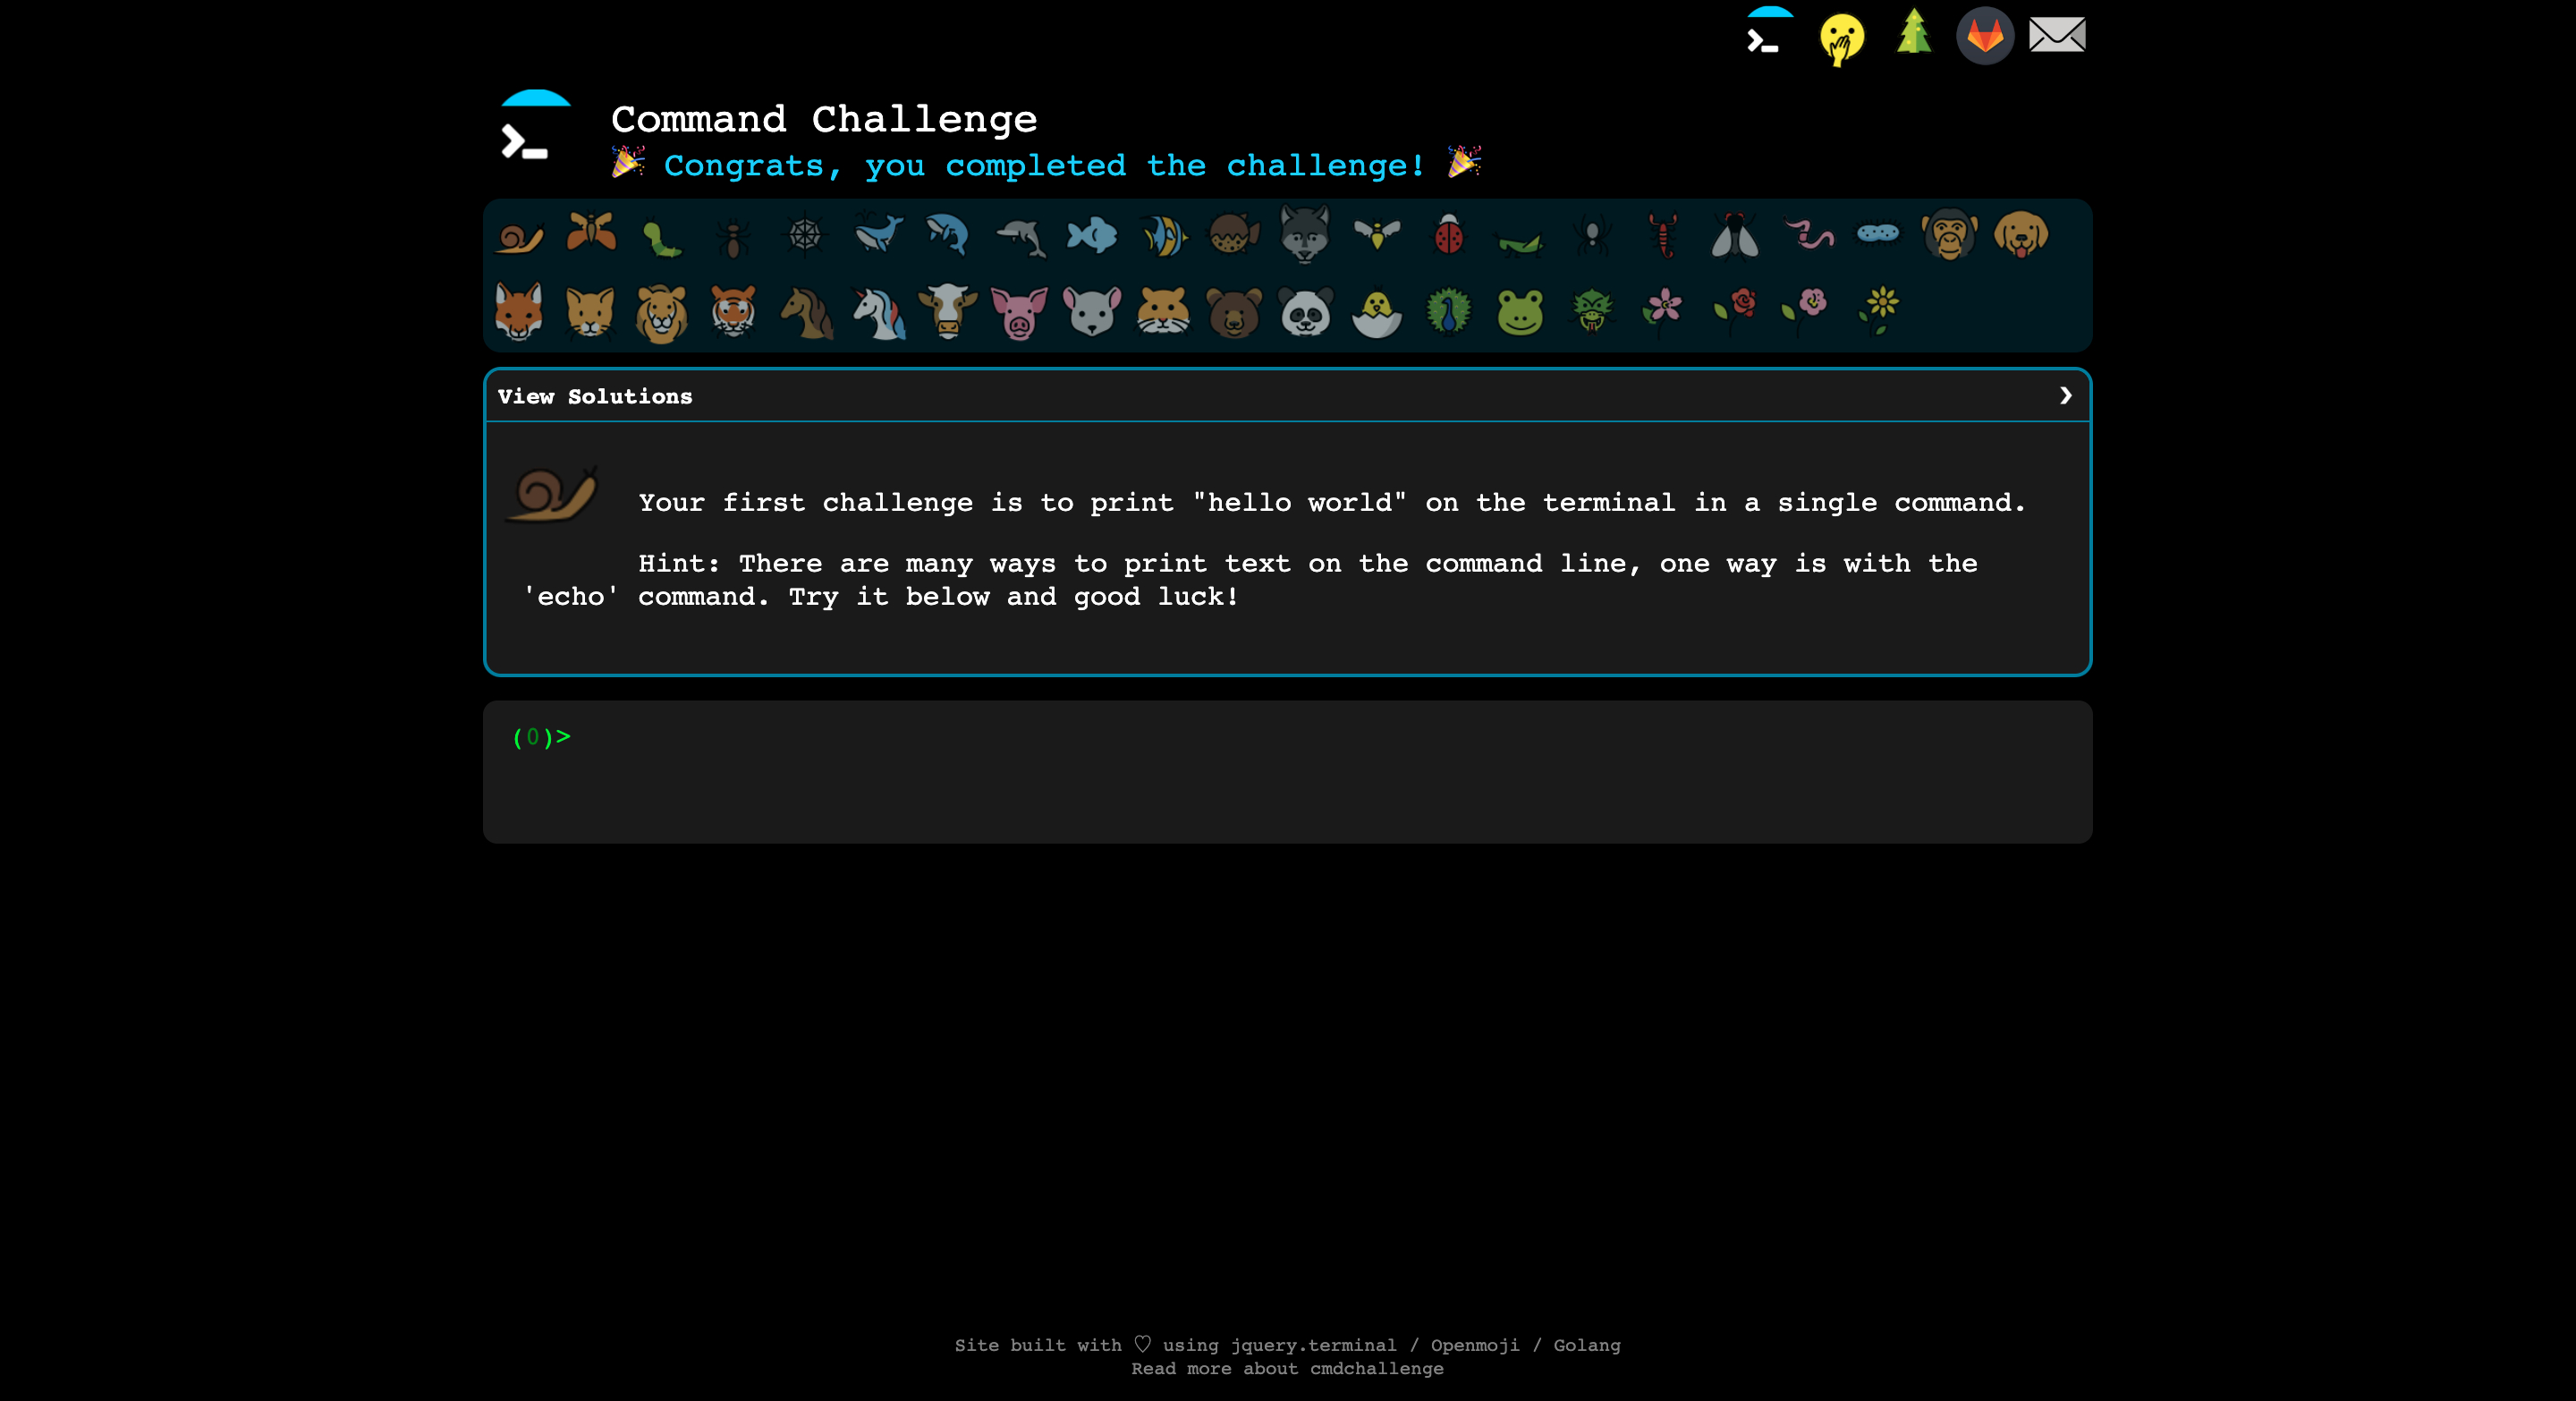 Command Challenge
🎉 Congrats, you completed the challenge! 🎉
View Solutions ❯
Your first challenge is to print "hello world" on the terminal in a single command.
Hint: There are many ways to print text on the command line, one way is with the
'echo' command. Try it below and good luck!
(0)>
Site built with ♡ using jquery.terminal / Openmoji / Golang
Read more about cmdchallenge